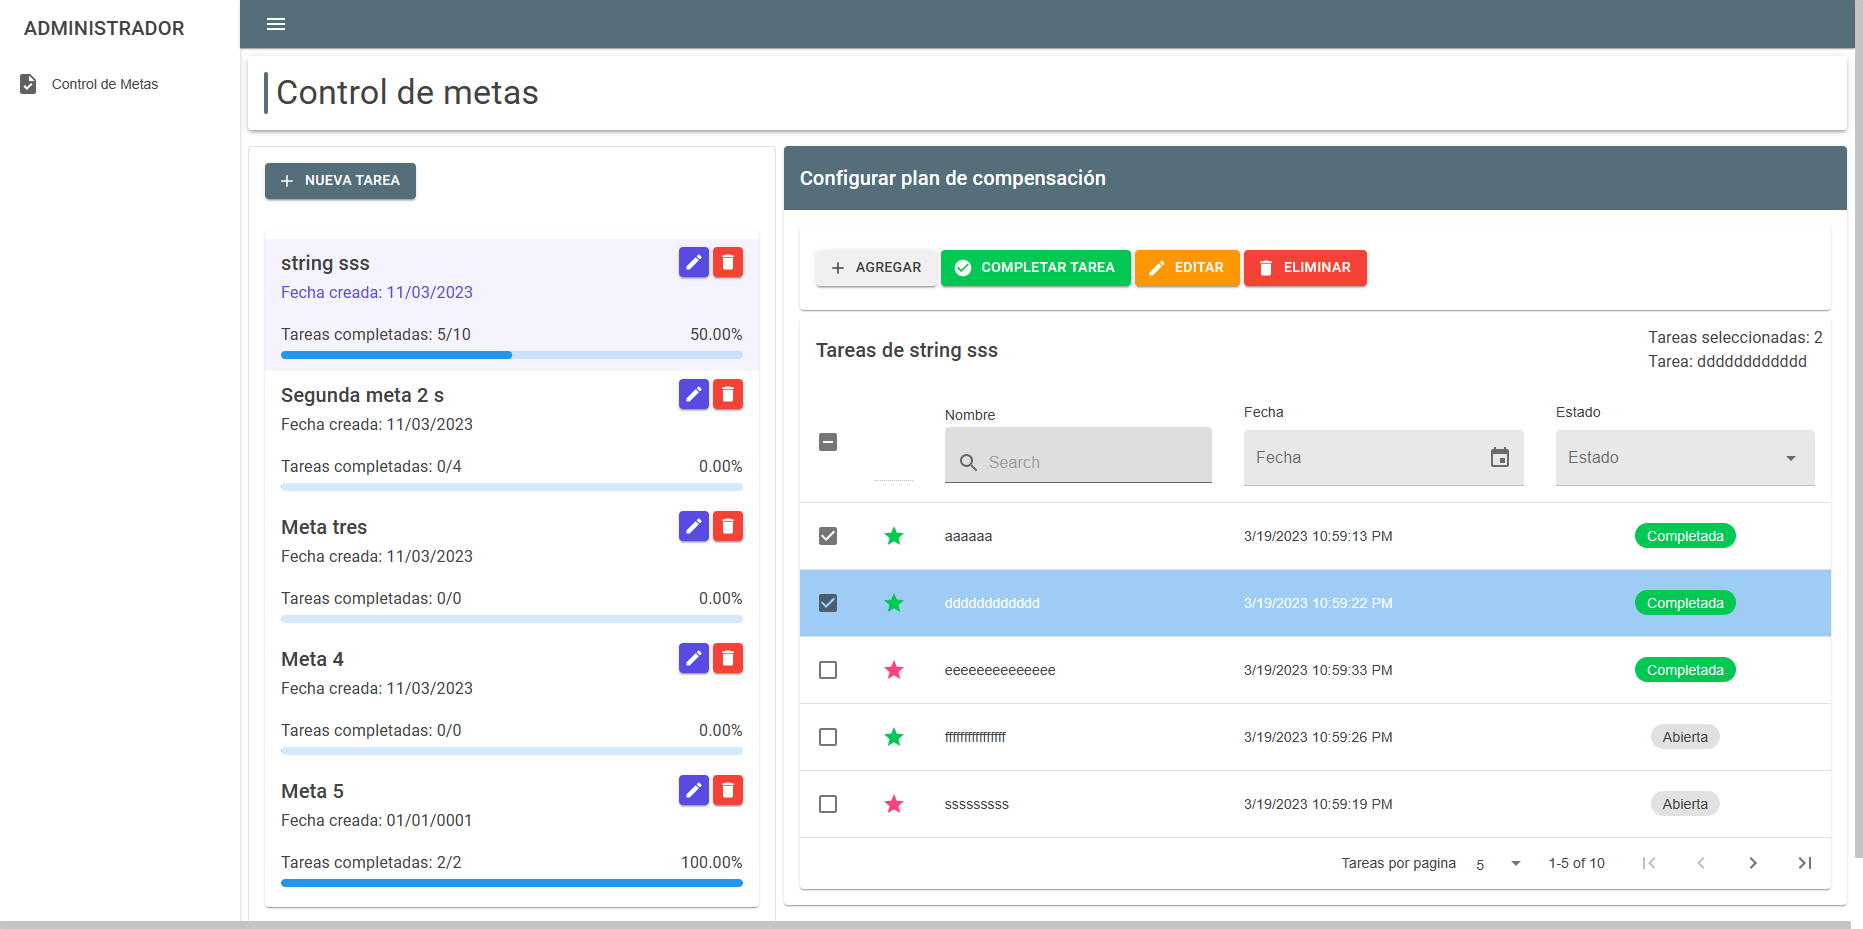 ADMINISTRADOR
Control de Metas
Control de metas
NUEVA TAREA
string sss
Fecha creada: 11/03/2023
Tareas completadas: 5/10 50.00%
Segunda meta 2 s
Fecha creada: 11/03/2023
Tareas completadas: 0/4 0.00%
Meta tres
Fecha creada: 11/03/2023
Tareas completadas: 0/0 0.00%
Meta 4
Fecha creada: 11/03/2023
Tareas completadas: 0/0 0.00%
Meta 5
Fecha creada: 01/01/0001
Tareas completadas: 2/2 100.00%
Configurar plan de compensación
AGREGAR COMPLETAR TAREA EDITAR ELIMINAR
Tareas de string sss
Tareas seleccionadas: 2
Tarea: dddddddddddd
Nombre Fecha Estado
Search Fecha Estado
aaaaaa 3/19/2023 10:59:13 PM Completada
dddddddddddd 3/19/2023 10:59:22 PM Completada
eeeeeeeeeeeeee 3/19/2023 10:59:33 PM Completada
ffffffffffffffff 3/19/2023 10:59:26 PM Abierta
sssssssss 3/19/2023 10:59:19 PM Abierta
Tareas por pagina 5 1-5 of 10